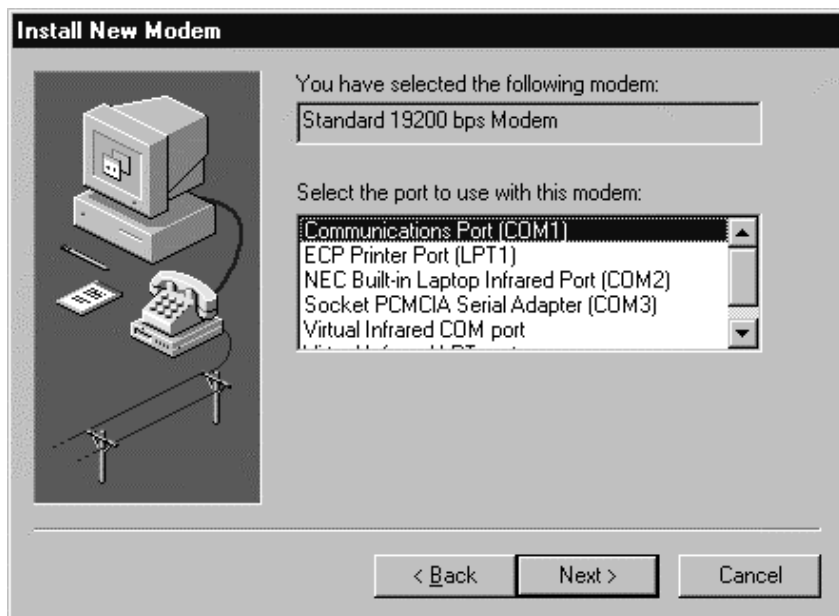 Install New Modem
You have selected the following modem:
Standard 19200 bps Modem
Select the port to use with this modem:
Communications Port (COM1)
ECP Printer Port (LPT1)
NEC Built-in Laptop Infrared Port (COM2)
Socket PCMCIA Serial Adapter (COM3)
Virtual Infrared COM port
< Back
Next >
Cancel